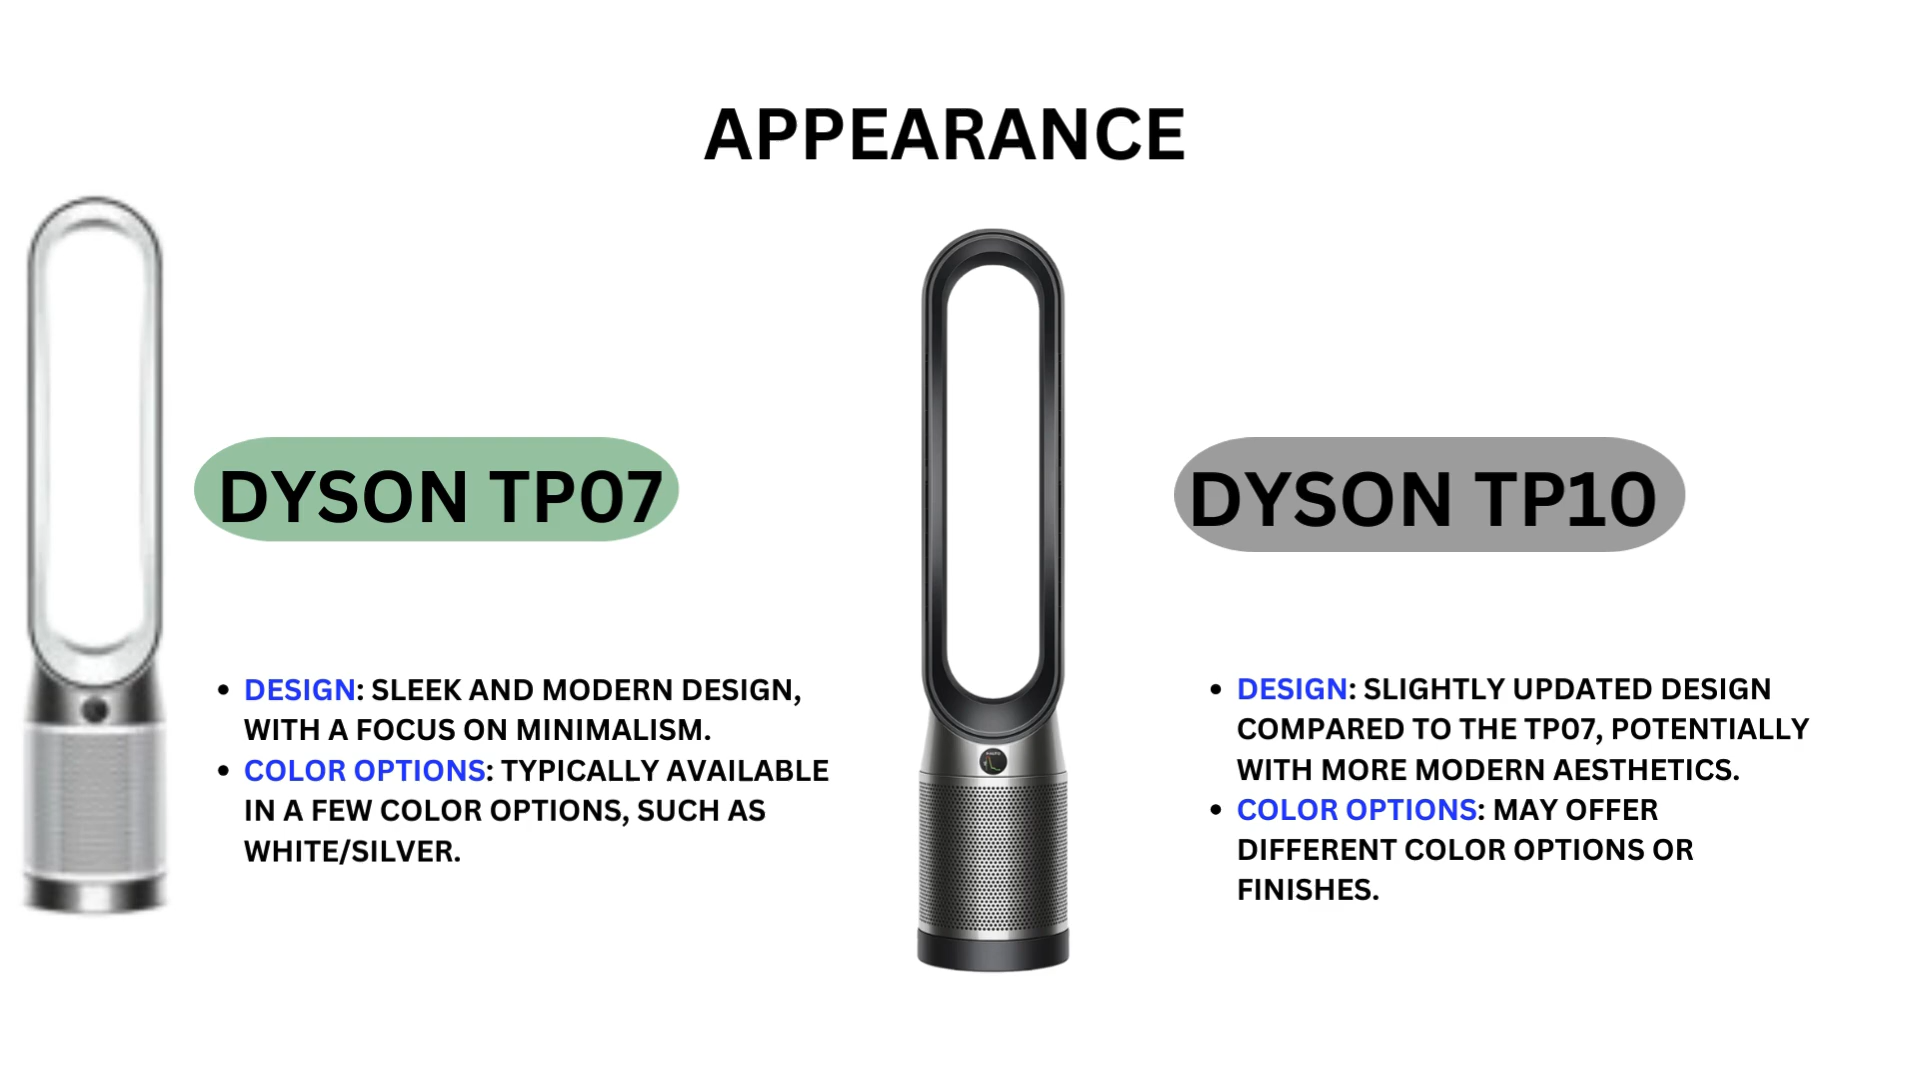 APPEARANCE
DYSON TP07
• DESIGN: SLEEK AND MODERN DESIGN,
WITH A FOCUS ON MINIMALISM.
• COLOR OPTIONS: TYPICALLY AVAILABLE
IN A FEW COLOR OPTIONS, SUCH AS
WHITE/SILVER.
DYSON TP10
• DESIGN: SLIGHTLY UPDATED DESIGN
COMPARED TO THE TP07, POTENTIALLY
WITH MORE MODERN AESTHETICS.
• COLOR OPTIONS: MAY OFFER
DIFFERENT COLOR OPTIONS OR
FINISHES.